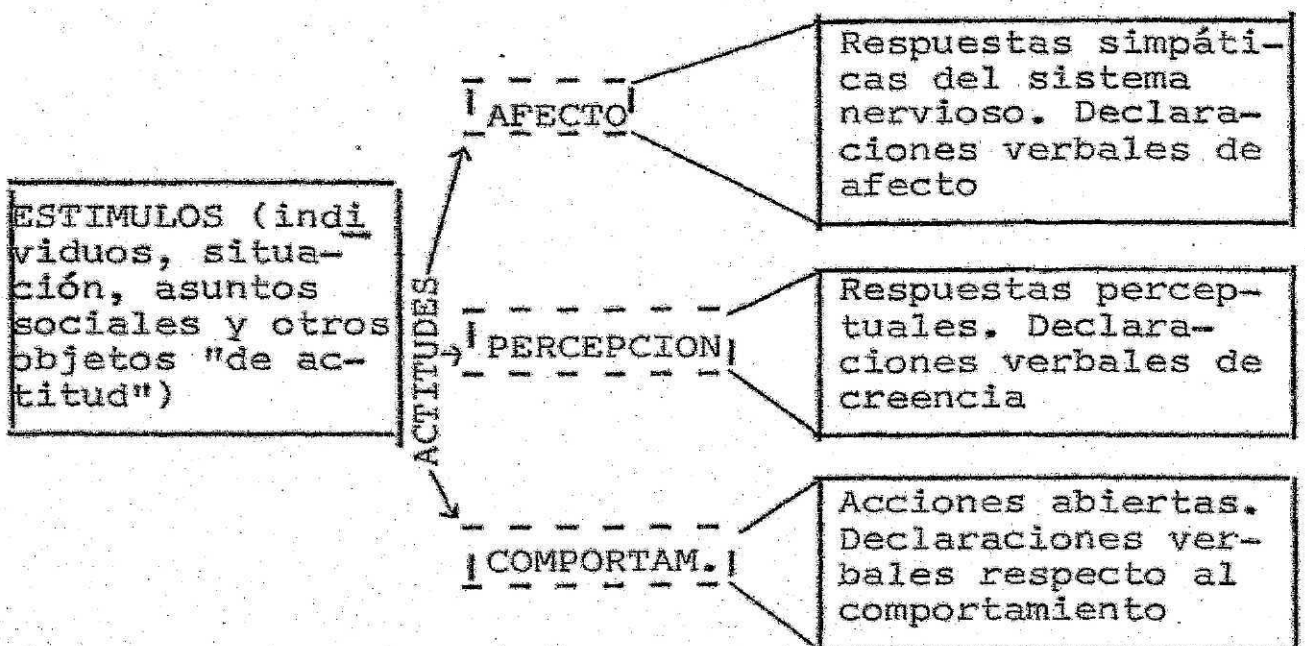 ESTIMULOS (indi
viduos, situa-
ción, asuntos
sociales y otros
objetos "de ac-
titud")
ACTITUDES
AFECTO
Respuestas simpáti-
cas del sistema
nervioso. Declara-
ciones verbales de
afecto
PERCEPCION
Respuestas percep-
tuales. Declara-
ciones verbales de
creencia
COMPORTAM.
Acciones abiertas.
Declaraciones ver-
bales respecto al
comportamiento